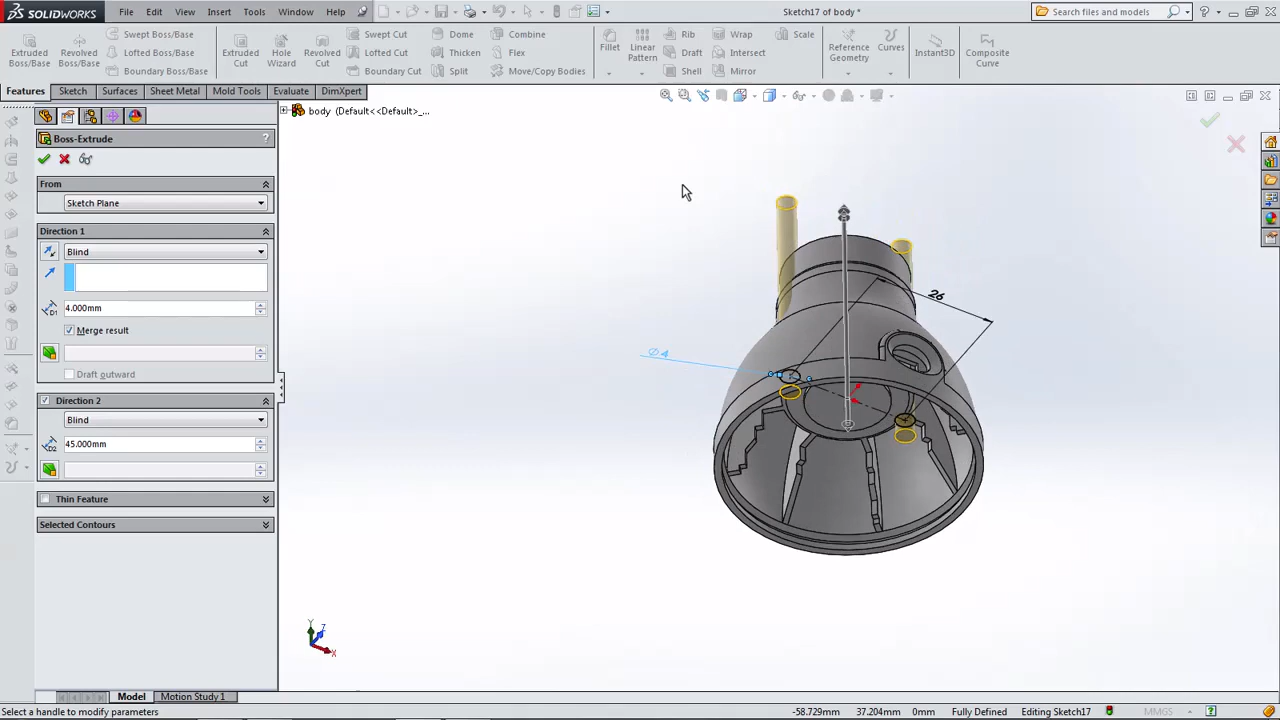 SOLIDWORKS File Edit View Insert Tools Window Help Sketch17 of body * Search files and models
Extruded Boss/Base Revolved Boss/Base Swept Boss/Base Lofted Boss/Base Boundary Boss/Base Extruded Cut Hole Wizard Revolved Cut Swept Cut Lofted Cut Boundary Cut Dome Thicken Split Combine Flex Move/Copy Bodies Fillet Linear Pattern Rib Draft Shell Wrap Intersect Mirror Scale Reference Geometry Curves Instant3D Composite Curve
Features Sketch Surfaces Sheet Metal Mold Tools Evaluate DimXpert
body (Default<<Default>_...
Boss-Extrude ?
From
Sketch Plane
Direction 1
Blind
D1 4.000mm
Merge result
Draft outward
Direction 2
Blind
D2 45.000mm
Thin Feature
Selected Contours
26
Ø4
Y Z X
Model Motion Study 1
Select a handle to modify parameters -58.729mm 37.204mm 0mm Fully Defined Editing Sketch17 MMGS